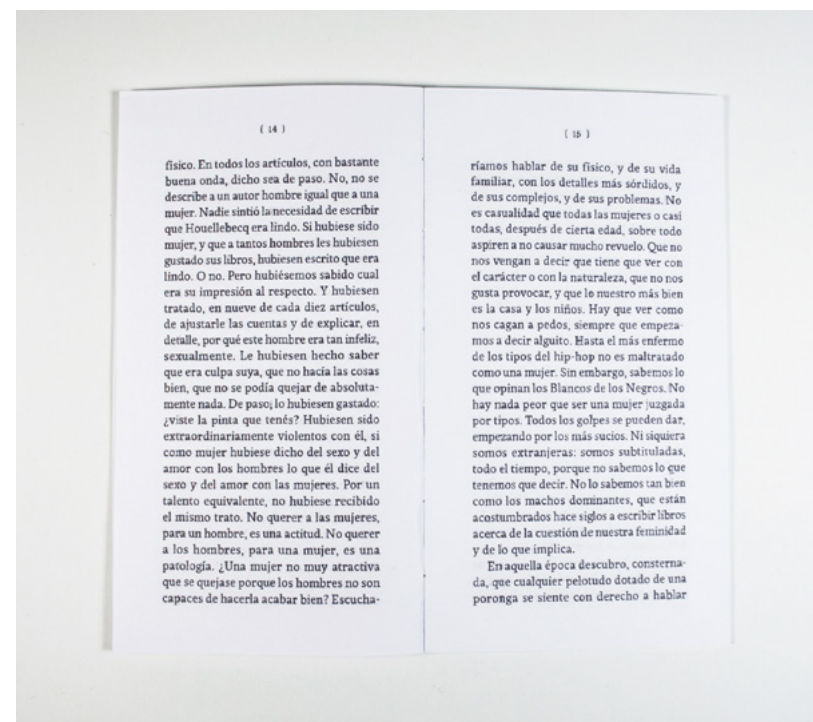 ( 14 )
físico. En todos los artículos, con bastante
buena onda, dicho sea de paso. No, no se
describe a un autor hombre igual que a una
mujer. Nadie sintió la necesidad de escribir
que Houellebecq era lindo. Si hubiese sido
mujer, y que a tantos hombres les hubiesen
gustado sus libros, hubiesen escrito que era
lindo. O no. Pero hubiésemos sabido cual
era su impresión al respecto. Y hubiesen
tratado, en nueve de cada diez artículos,
de ajustarle las cuentas y de explicar, en
detalle, por qué este hombre era tan infeliz,
sexualmente. Le hubiesen hecho saber
que era culpa suya, que no hacía las cosas
bien, que no se podía quejar de absoluta-
mente nada. De paso, lo hubiesen gastado:
¿viste la pinta que tenés? Hubiesen sido
extraordinariamente violentos con él, si
como mujer hubiese dicho del sexo y del
amor con los hombres lo que él dice del
sexo y del amor con las mujeres. Por un
talento equivalente, no hubiese recibido
el mismo trato. No querer a las mujeres,
para un hombre, es una actitud. No querer
a los hombres, para una mujer, es una
patología. ¿Una mujer no muy atractiva
que se quejase porque los hombres no son
capaces de hacerla acabar bien? Escucha-
( 15 )
ríamos hablar de su físico, y de su vida
familiar, con los detalles más sórdidos, y
de sus complejos, y de sus problemas. No
es casualidad que todas las mujeres o casi
todas, después de cierta edad, sobre todo
aspiren a no causar mucho revuelo. Que no
nos vengan a decir que tiene que ver con
el carácter o con la naturaleza, que no nos
gusta provocar, y que lo nuestro más bien
es la casa y los niños. Hay que ver como
nos cagan a pedos, siempre que empeza-
mos a decir alguito. Hasta el más enfermo
de los tipos del hip-hop no es maltratado
como una mujer. Sin embargo, sabemos lo
que opinan los Blancos de los Negros. No
hay nada peor que ser una mujer juzgada
por tipos. Todos los golpes se pueden dar,
empezando por los más sucios. Ni siquiera
somos extranjeras: somos subtituladas,
todo el tiempo, porque no sabemos lo que
tenemos que decir. No lo sabemos tan bien
como los machos dominantes, que están
acostumbrados hace siglos a escribir libros
acerca de la cuestión de nuestra feminidad
y de lo que implica.
En aquella época descubro, consterna-
da, que cualquier pelotudo dotado de una
poronga se siente con derecho a hablar